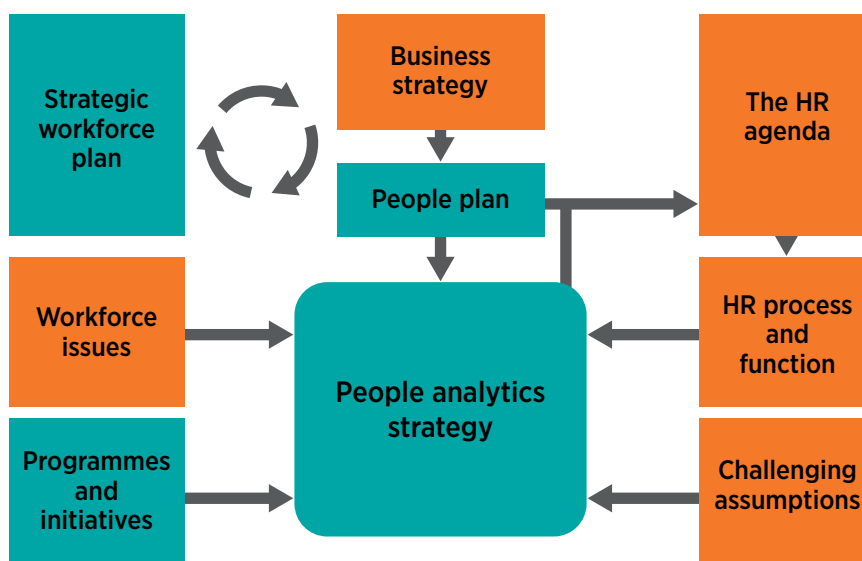 Strategic
workforce
plan
Business
strategy
The HR
agenda
People plan
Workforce
issues
HR process
and
function
People analytics
strategy
Programmes
and
initiatives
Challenging
assumptions